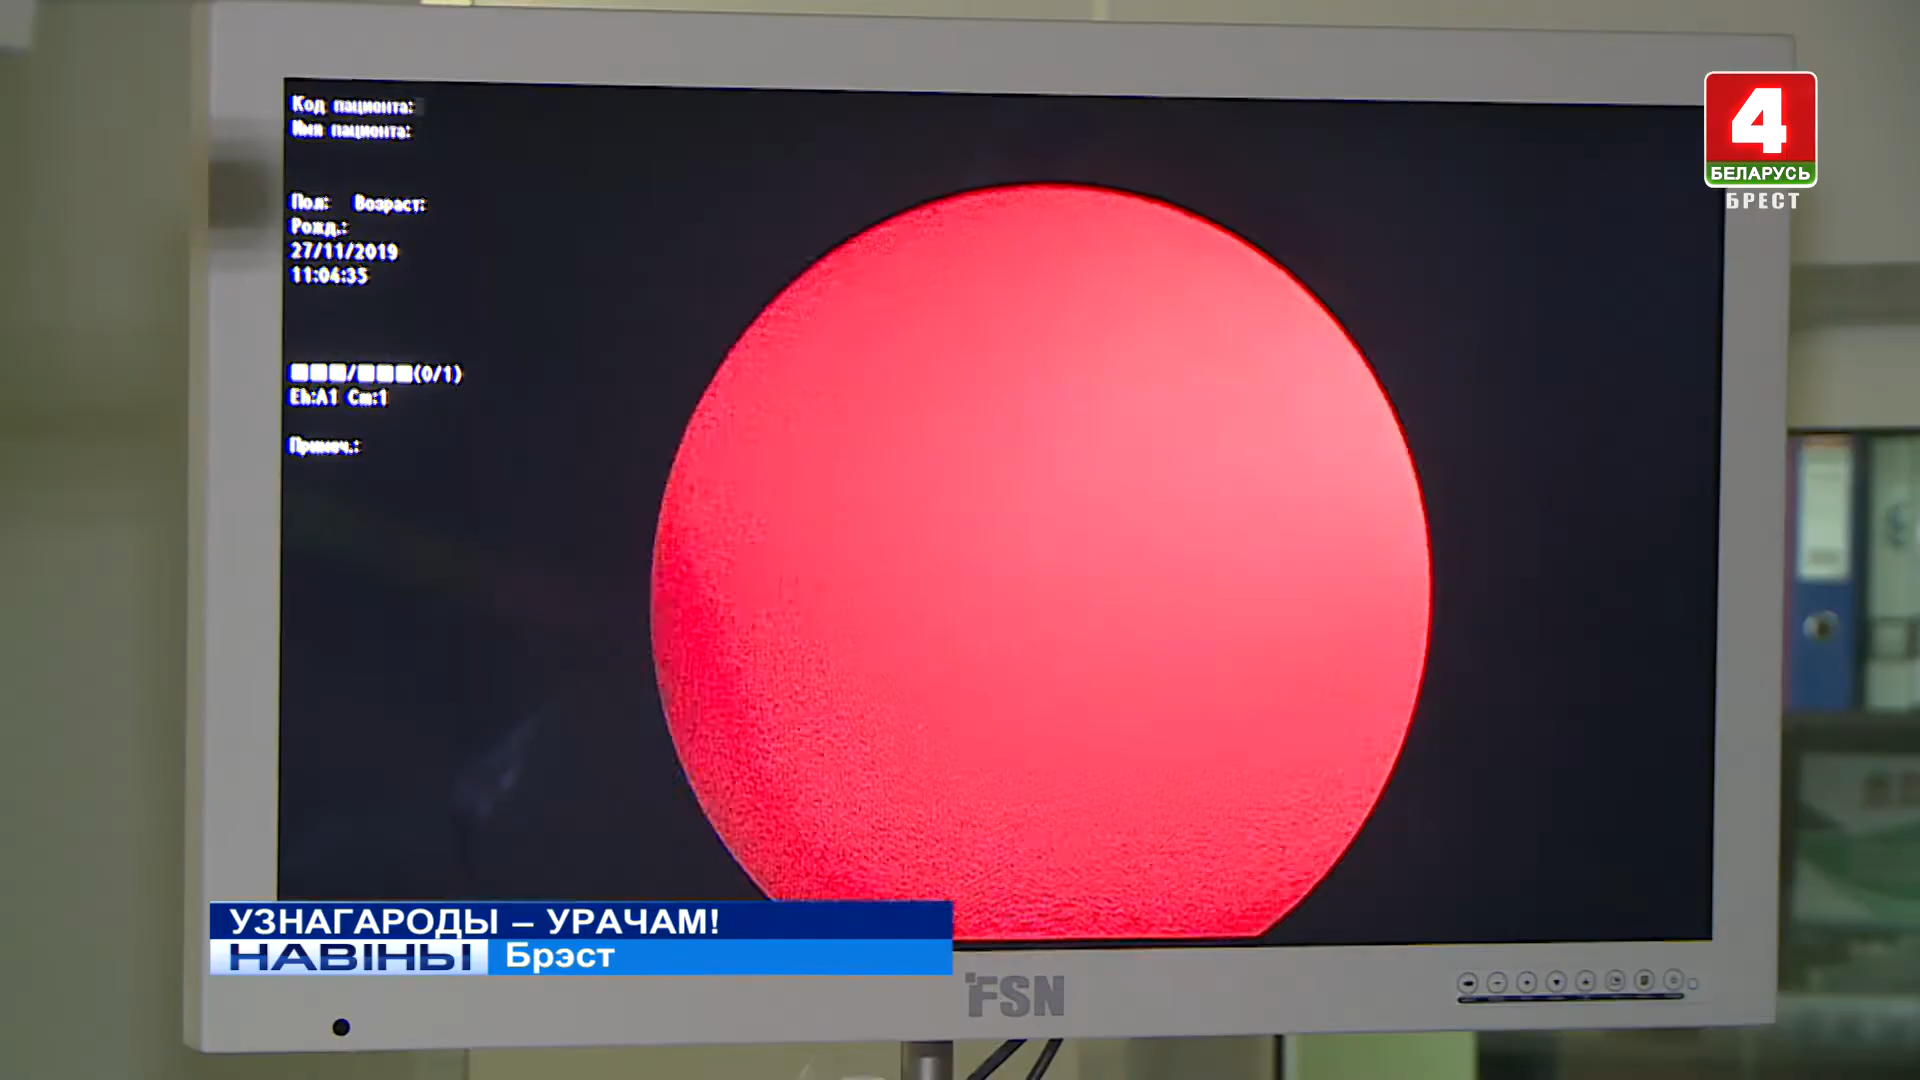 Код пациента:
Имя пациента:
Пол: Возраст:
Рожд.:
27/11/2019
11:04:35
■■■/■■■(0/1)
Eh:A1 Cm:1
Примеч.:
4
БЕЛАРУСЬ
БРЕСТ
УЗНАГАРОДЫ – УРАЧАМ!
НАВІНЫ Брэст
FSN